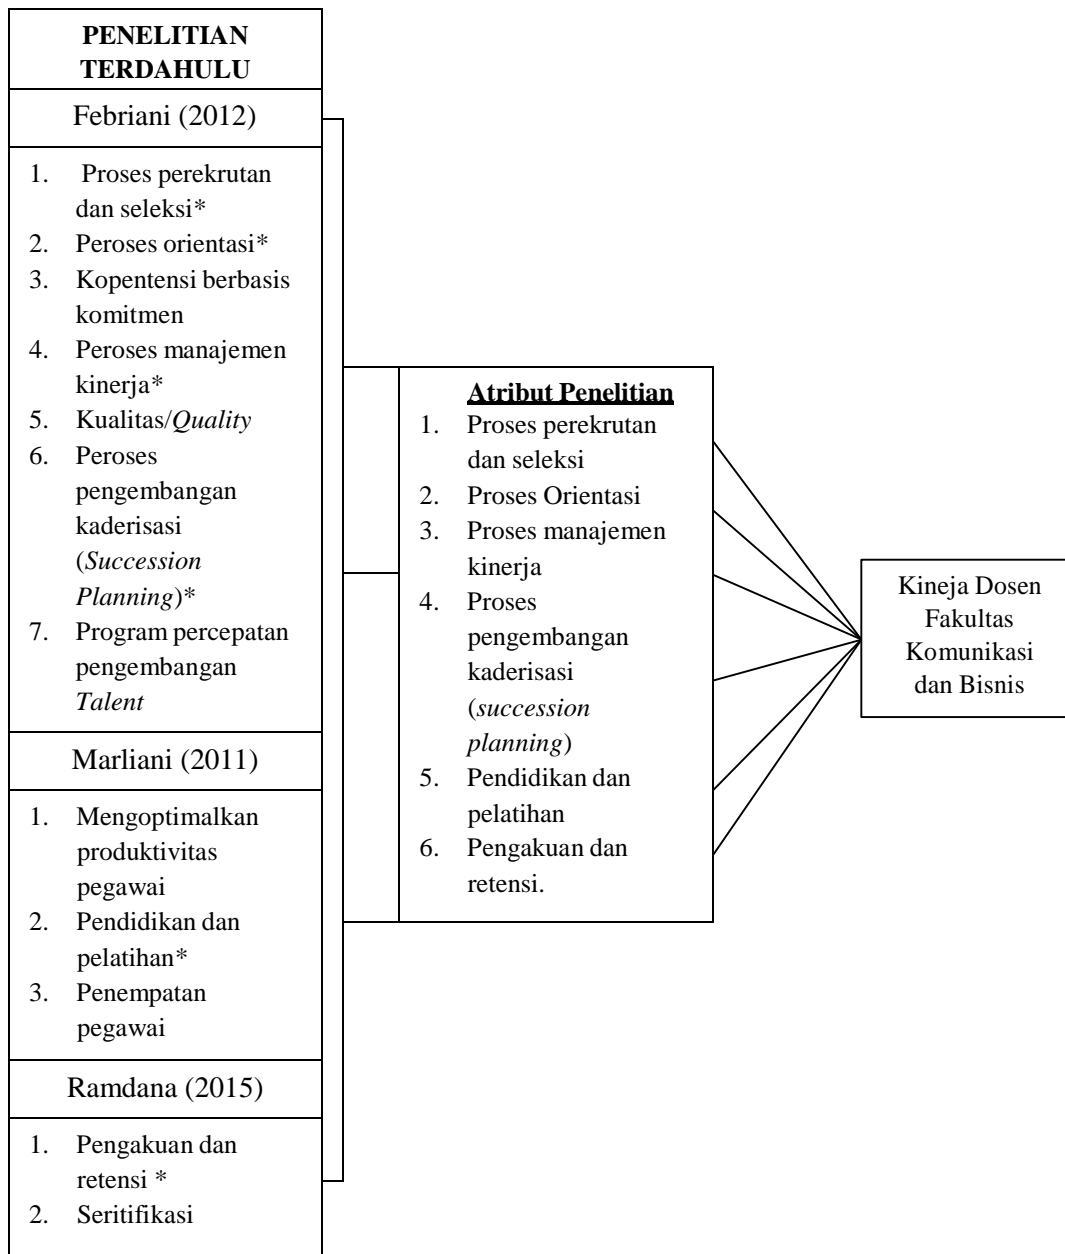 PENELITIAN
TERDAHULU
Febriani (2012)
1. Proses perekrutan
dan seleksi*
2. Peroses orientasi*
3. Kopentensi berbasis
komitmen
4. Peroses manajemen
kinerja*
5. Kualitas/Quality
6. Peroses
pengembangan
kaderisasi
(Succession
Planning)*
7. Program percepatan
pengembangan
Talent
Marliani (2011)
1. Mengoptimalkan
produktivitas
pegawai
2. Pendidikan dan
pelatihan*
3. Penempatan
pegawai
Ramdana (2015)
1. Pengakuan dan
retensi *
2. Seritifikasi
Atribut Penelitian
1. Proses perekrutan
dan seleksi
2. Proses Orientasi
3. Proses manajemen
kinerja
4. Proses
pengembangan
kaderisasi
(succession
planning)
5. Pendidikan dan
pelatihan
6. Pengakuan dan
retensi.
Kineja Dosen
Fakultas
Komunikasi
dan Bisnis